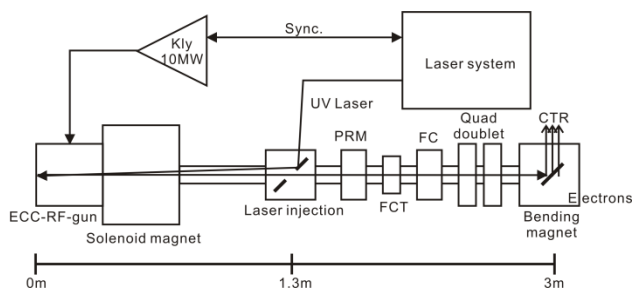 Kly
10MW
Sync.
Laser system
UV Laser
PRM
FC
Quad
doublet
CTR
ECC-RF-gun
Solenoid magnet
Laser injection
FCT
Electrons
Bending
magnet
0m
1.3m
3m